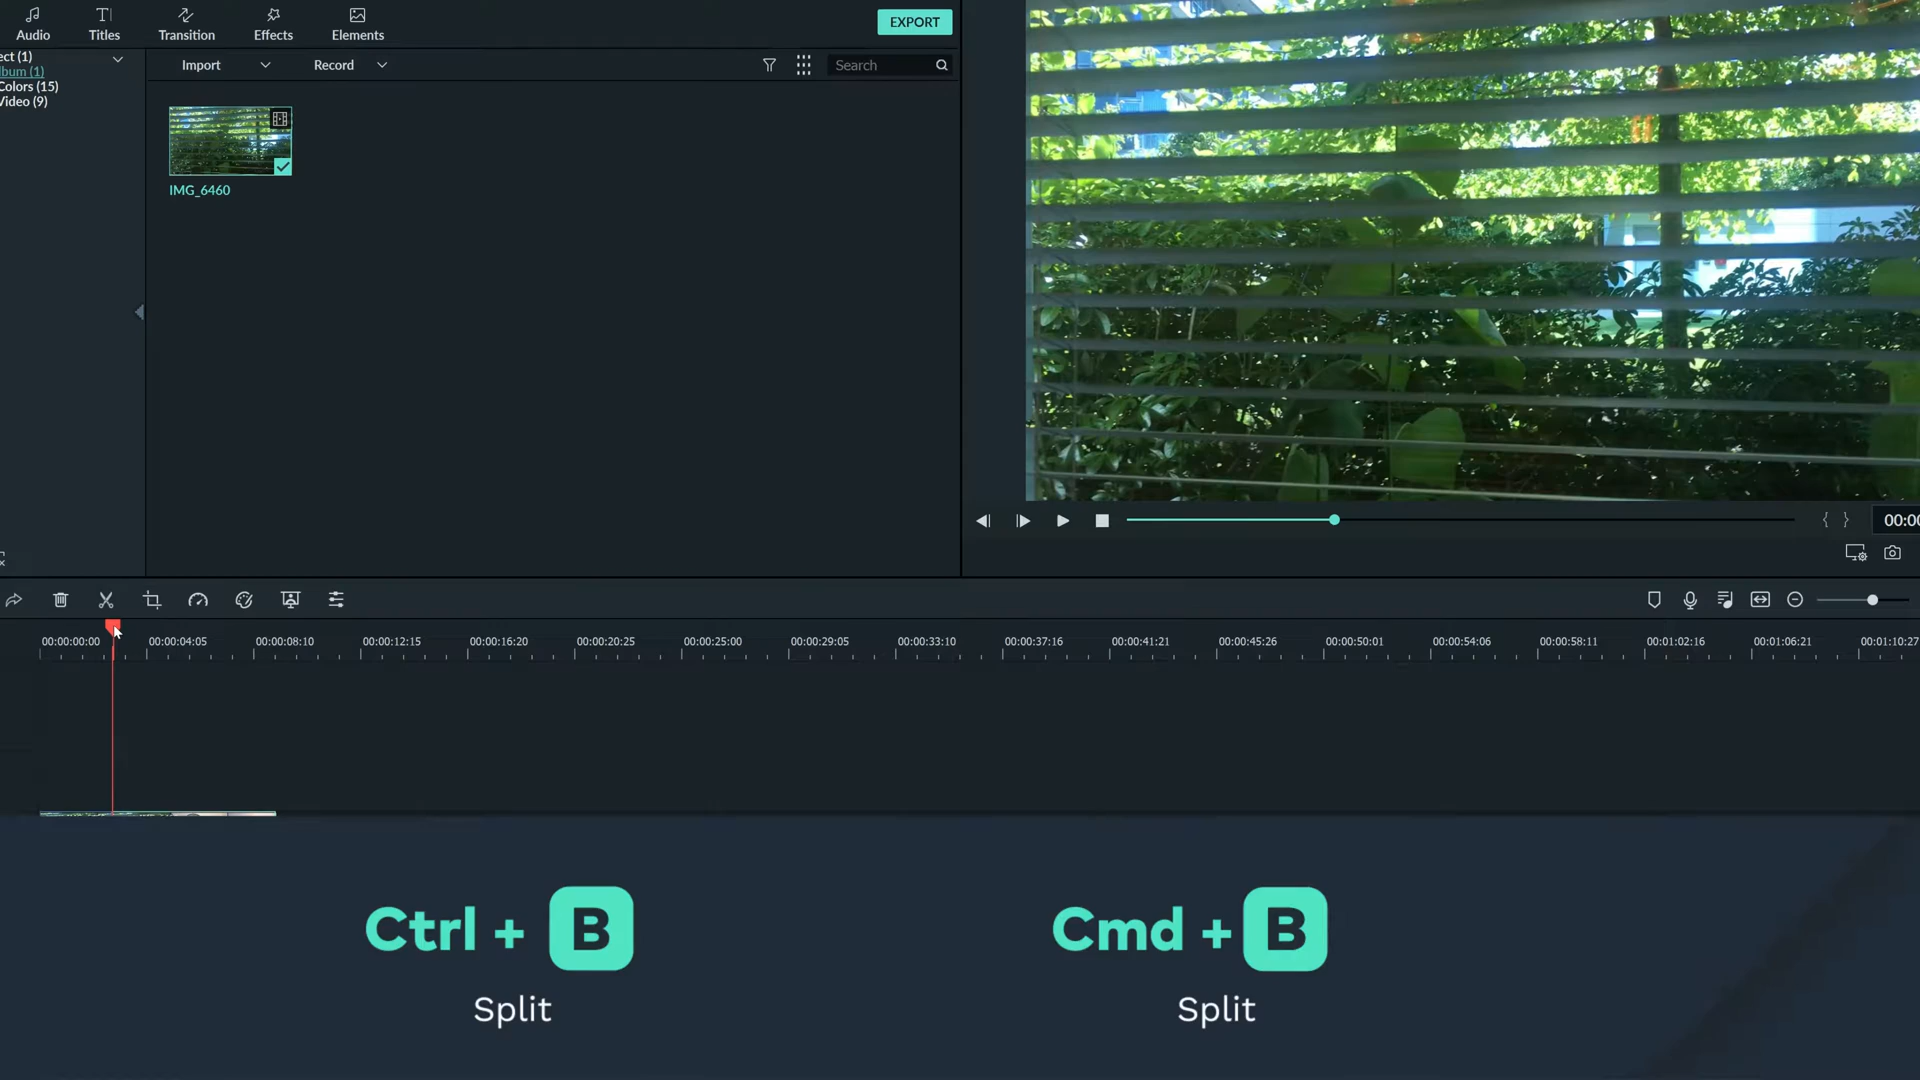 Audio
Titles
Transition
Effects
Elements
EXPORT
ect (1)
lbum (1)
Colors (15)
Video (9)
Import
Record
Search
IMG_6460
00:00
00:00:00:00
00:00:04:05
00:00:08:10
00:00:12:15
00:00:16:20
00:00:20:25
00:00:25:00
00:00:29:05
00:00:33:10
00:00:37:16
00:00:41:21
00:00:45:26
00:00:50:01
00:00:54:06
00:00:58:11
00:01:02:16
00:01:06:21
00:01:10:27
Ctrl + B
Split
Cmd + B
Split